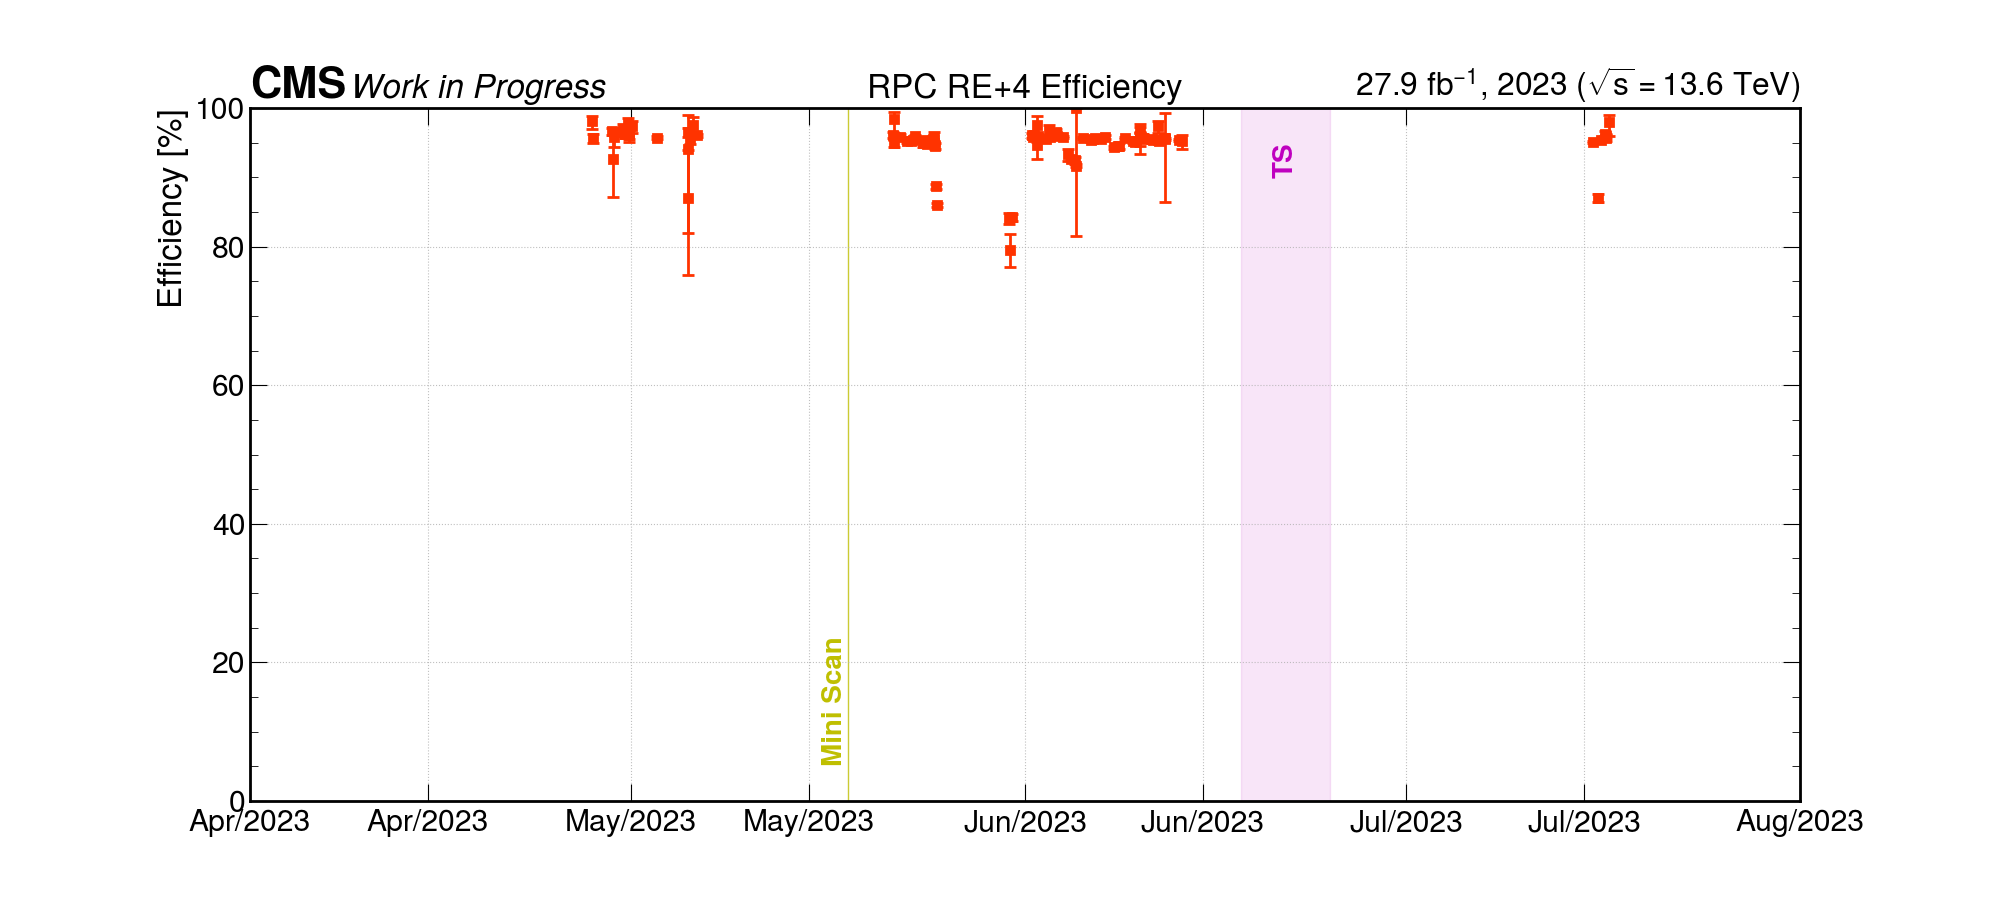 CMS Work in Progress RPC RE+4 Efficiency 27.9 fb⁻¹, 2023 (√s = 13.6 TeV)
Efficiency [%]
100
80
60
40
20
0
TS
Mini Scan
Apr/2023 Apr/2023 May/2023 May/2023 Jun/2023 Jun/2023 Jul/2023 Jul/2023 Aug/2023